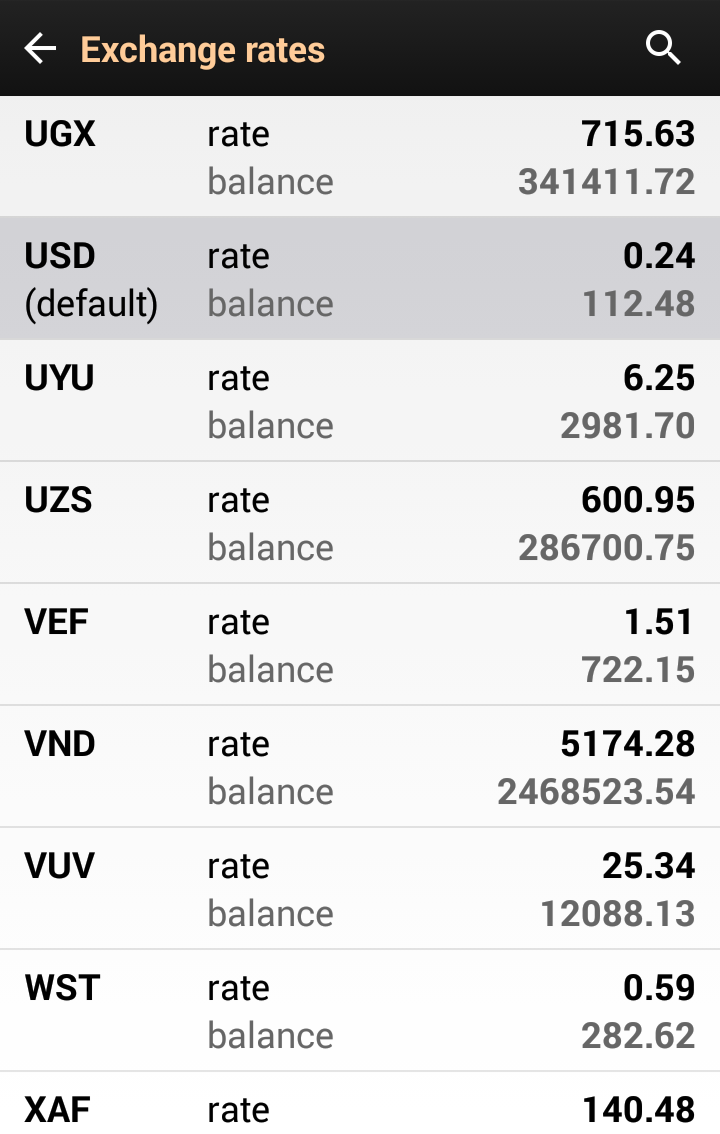 Exchange rates
UGX rate 715.63
balance 341411.72
USD rate 0.24
(default) balance 112.48
UYU rate 6.25
balance 2981.70
UZS rate 600.95
balance 286700.75
VEF rate 1.51
balance 722.15
VND rate 5174.28
balance 2468523.54
VUV rate 25.34
balance 12088.13
WST rate 0.59
balance 282.62
XAF rate 140.48